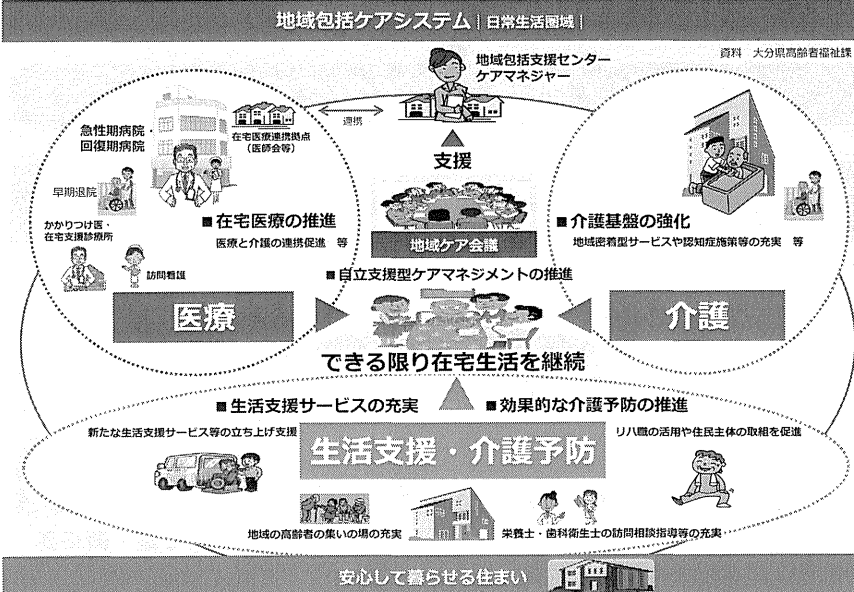 地域包括ケアシステム｜日常生活圏域｜
資料 大分県高齢者福祉課
地域包括支援センター
ケアマネジャー
急性期病院・
回復期病院
在宅医療連携拠点
(医師会等)
連携
支援
早期退院
かかりつけ医・
在宅支援診療所
訪問看護
■在宅医療の推進
医療と介護の連携促進 等
地域ケア会議
■介護基盤の強化
地域密着型サービスや認知症施策等の充実 等
■自立支援型ケアマネジメントの推進
医療
介護
できる限り在宅生活を継続
■生活支援サービスの充実
■効果的な介護予防の推進
新たな生活支援サービス等の立ち上げ支援
生活支援・介護予防
リハ職の活用や住民主体の取組を促進
地域の高齢者の集いの場の充実
栄養士・歯科衛生士の訪問相談指導等の充実
安心して暮らせる住まい